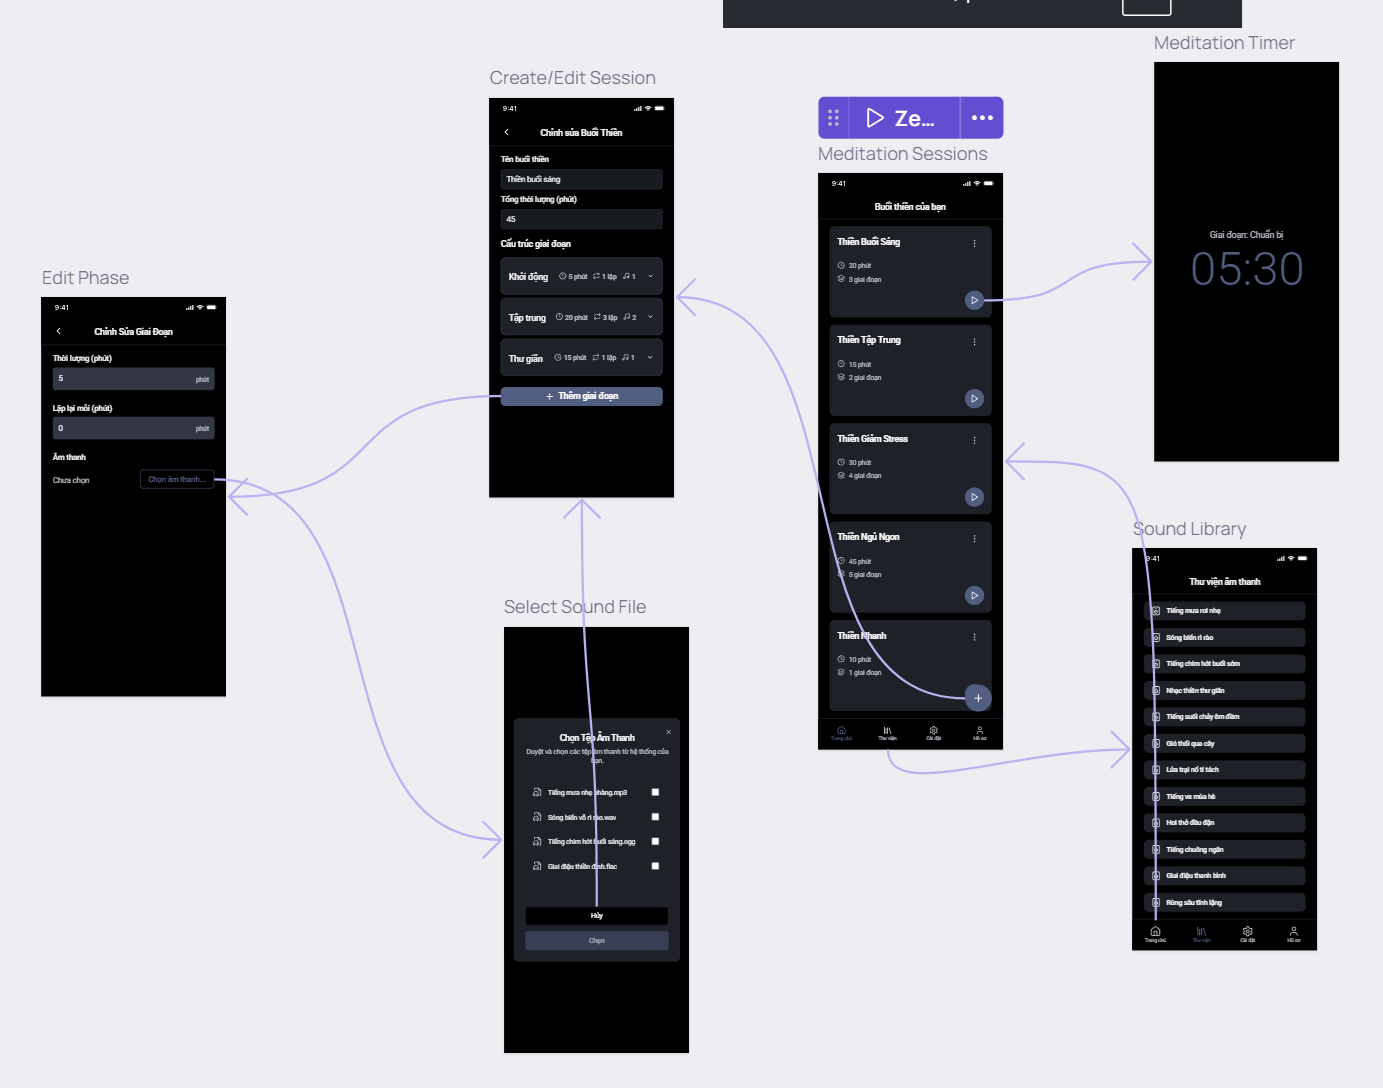 Meditation Timer
Giai đoạn: Chuẩn bị
05:30
Create/Edit Session
9:41
Chỉnh sửa Buổi Thiền
Tên buổi thiền
Thiền buổi sáng
Tổng thời lượng (phút)
45
Cấu trúc giai đoạn
Khởi động 5 phút 1 lặp 1
Tập trung 20 phút 3 lặp 2
Thư giãn 15 phút 1 lặp 1
+ Thêm giai đoạn
Ze...
Meditation Sessions
9:41
Buổi thiền của bạn
Thiền Buổi Sáng
20 phút
3 giai đoạn
Thiền Tập Trung
15 phút
2 giai đoạn
Thiền Giảm Stress
30 phút
4 giai đoạn
Thiền Ngủ Ngon
45 phút
5 giai đoạn
Thiền Nhanh
10 phút
1 giai đoạn
Trang chủ Thư viện Cài đặt Hồ sơ
Edit Phase
9:41
Chỉnh Sửa Giai Đoạn
Thời lượng (phút)
5 phút
Lặp lại mỗi (phút)
0 phút
Âm thanh
Chưa chọn Chọn âm thanh...
Select Sound File
Chọn Tệp Âm Thanh
Duyệt và chọn các tệp âm thanh từ hệ thống của
bạn.
Tiếng mưa nhẹ nhàng.mp3
Sóng biển vỗ rì rào.wav
Tiếng chim hót buổi sáng.ogg
Giai điệu thiền định.flac
Hủy
Chọn
Sound Library
9:41
Thư viện âm thanh
Tiếng mưa rơi nhẹ
Sóng biển rì rào
Tiếng chim hót buổi sớm
Nhạc thiền thư giãn
Tiếng suối chảy êm đềm
Gió thổi qua cây
Lửa trại nổ tí tách
Tiếng ve mùa hè
Hơi thở đều đặn
Tiếng chuông ngân
Giai điệu thanh bình
Rừng sâu tĩnh lặng
Trang chủ Thư viện Cài đặt Hồ sơ